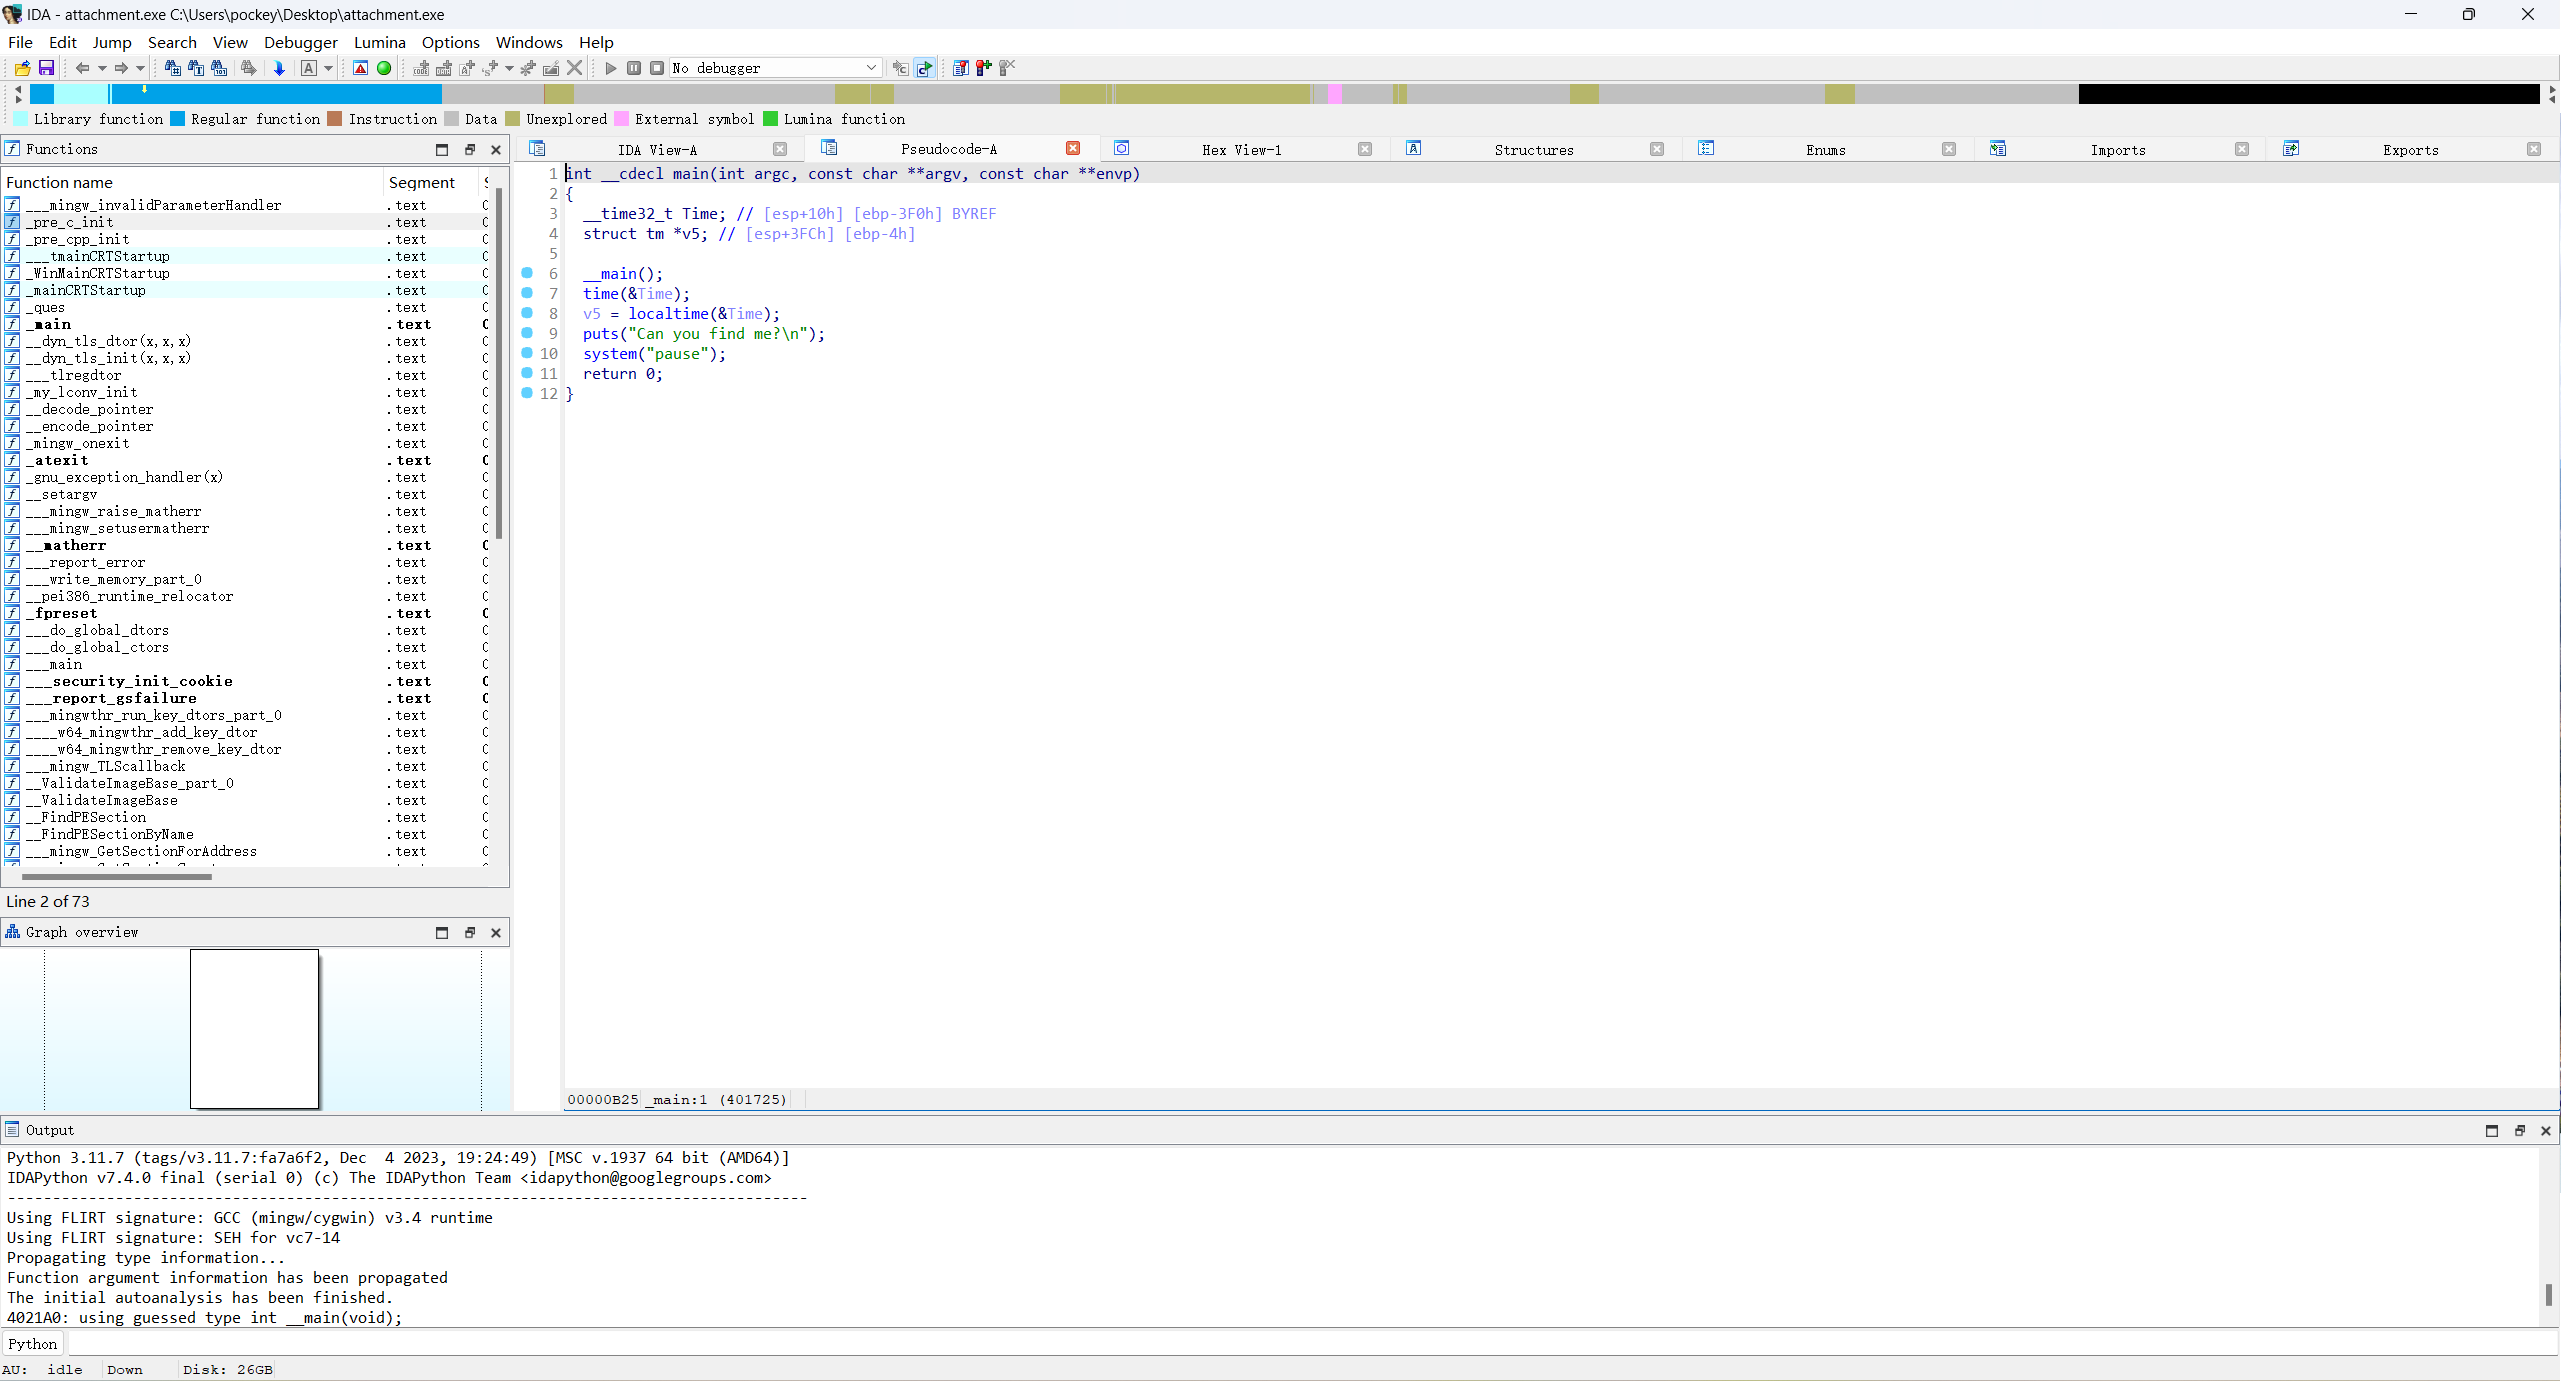 IDA - attachment.exe C:\Users\pockey\Desktop\attachment.exe
File Edit Jump Search View Debugger Lumina Options Windows Help
No debugger
Library function Regular function Instruction Data Unexplored External symbol Lumina function
Functions
Function name Segment
___mingw_invalidParameterHandler .text
_pre_c_init .text
_pre_cpp_init .text
___tmainCRTStartup .text
_WinMainCRTStartup .text
_mainCRTStartup .text
_ques .text
_main .text
__dyn_tls_dtor(x,x,x) .text
__dyn_tls_init(x,x,x) .text
___tlregdtor .text
_my_lconv_init .text
__decode_pointer .text
__encode_pointer .text
_mingw_onexit .text
_atexit .text
_gnu_exception_handler(x) .text
__setargv .text
___mingw_raise_matherr .text
___mingw_setusermatherr .text
__matherr .text
___report_error .text
___write_memory_part_0 .text
__pei386_runtime_relocator .text
_fpreset .text
___do_global_dtors .text
___do_global_ctors .text
___main .text
___security_init_cookie .text
___report_gsfailure .text
___mingwthr_run_key_dtors_part_0 .text
____w64_mingwthr_add_key_dtor .text
____w64_mingwthr_remove_key_dtor .text
___mingw_TLScallback .text
__ValidateImageBase_part_0 .text
__ValidateImageBase .text
__FindPESection .text
__FindPESectionByName .text
___mingw_GetSectionForAddress .text
Line 2 of 73
Graph overview
IDA View-A Pseudocode-A Hex View-1 Structures Enums Imports Exports
1 int __cdecl main(int argc, const char **argv, const char **envp)
2 {
3 __time32_t Time; // [esp+10h] [ebp-3F0h] BYREF
4 struct tm *v5; // [esp+3FCh] [ebp-4h]
5
6 __main();
7 time(&Time);
8 v5 = localtime(&Time);
9 puts("Can you find me?\n");
10 system("pause");
11 return 0;
12 }
00000B25 _main:1 (401725)
Output
Python 3.11.7 (tags/v3.11.7:fa7a6f2, Dec  4 2023, 19:24:49) [MSC v.1937 64 bit (AMD64)]
IDAPython v7.4.0 final (serial 0) (c) The IDAPython Team <idapython@googlegroups.com>
-----------------------------------------------------------------------------------------
Using FLIRT signature: GCC (mingw/cygwin) v3.4 runtime
Using FLIRT signature: SEH for vc7-14
Propagating type information...
Function argument information has been propagated
The initial autoanalysis has been finished.
4021A0: using guessed type int __main(void);
Python
AU: idle Down Disk: 26GB